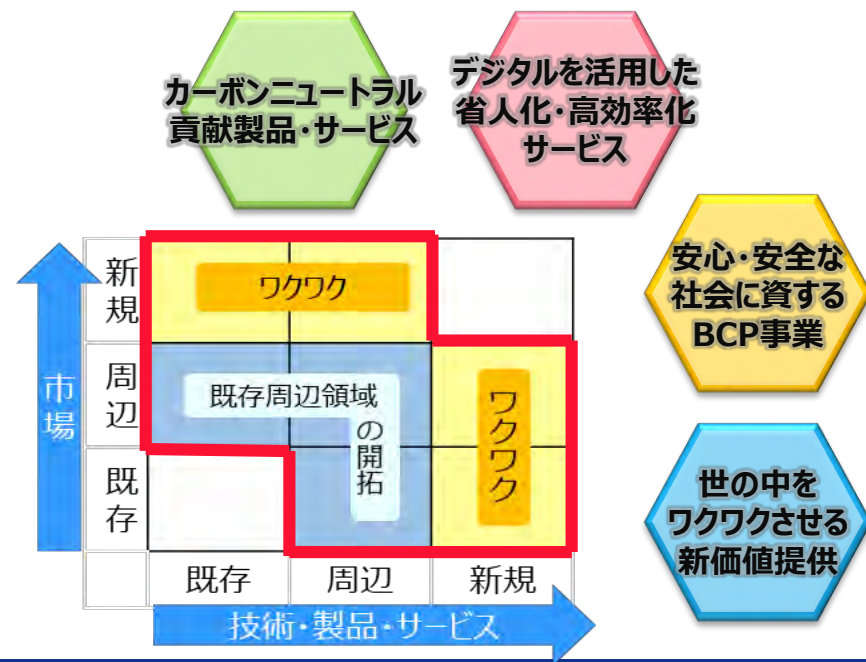 カーボンニュートラル
貢献製品・サービス
デジタルを活用した
省人化・高効率化
サービス
安心・安全な
社会に資する
BCP事業
世の中を
ワクワクさせる
新価値提供
市場
新規
周辺
既存
ワクワク
既存周辺領域
の開拓
ワクワク
既存
周辺
新規
技術・製品・サービス